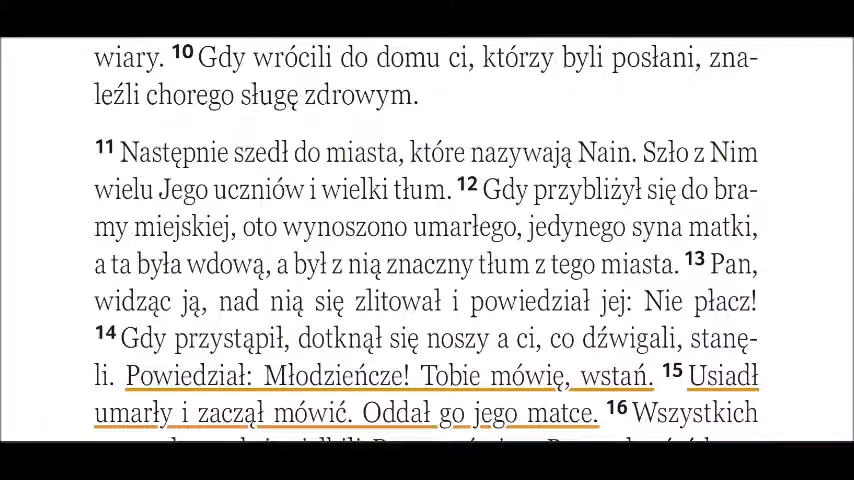 wiary. 10 Gdy wrócili do domu ci, którzy byli posłani, zna-
leźli chorego sługę zdrowym.
11 Następnie szedł do miasta, które nazywają Nain. Szło z Nim
wielu Jego uczniów i wielki tłum. 12 Gdy przybliżył się do bra-
my miejskiej, oto wynoszono umarłego, jedynego syna matki,
a ta była wdową, a był z nią znaczny tłum z tego miasta. 13 Pan,
widząc ją, nad nią się zlitował i powiedział jej: Nie płacz!
14 Gdy przystąpił, dotknął się noszy a ci, co dźwigali, stanę-
li. Powiedział: Młodzieńcze! Tobie mówię, wstań. 15 Usiadł
umarły i zaczął mówić. Oddał go jego matce. 16 Wszystkich